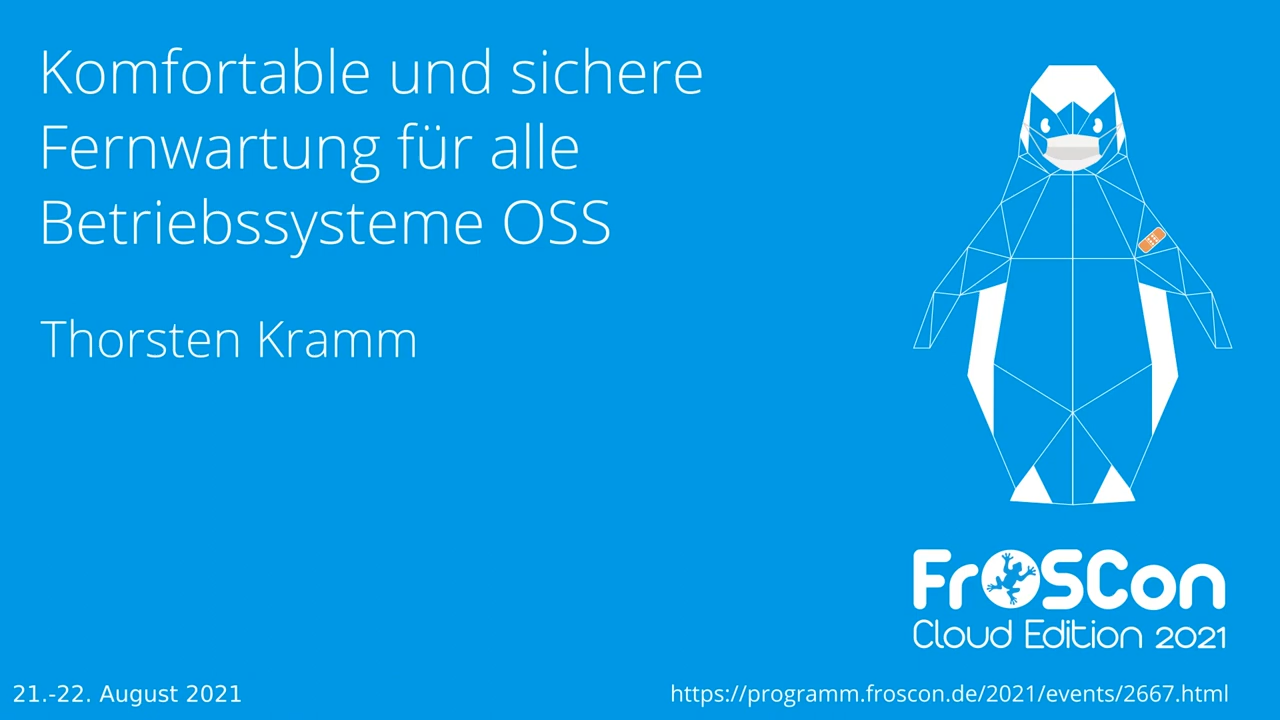 Komfortable und sichere
Fernwartung für alle
Betriebssysteme OSS
Thorsten Kramm
FrOSCon
Cloud Edition 2021
21.-22. August 2021
https://programm.froscon.de/2021/events/2667.html